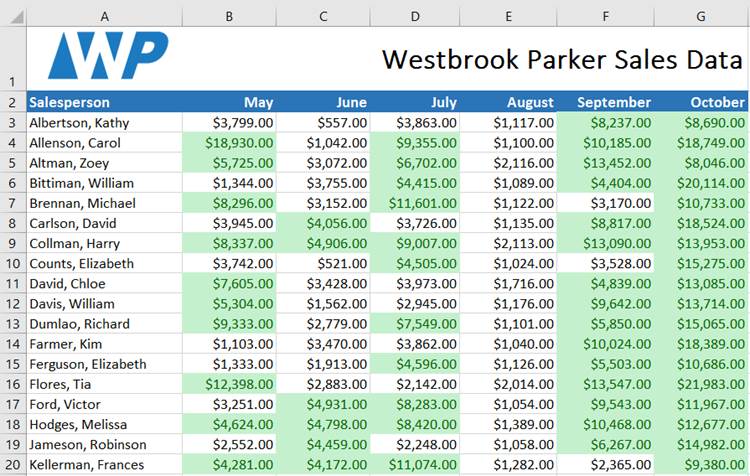 A B C D E F G
WP Westbrook Parker Sales Data
1
2 Salesperson May June July August September October
3 Albertson, Kathy $3,799.00 $557.00 $3,863.00 $1,117.00 $8,237.00 $8,690.00
4 Allenson, Carol $18,930.00 $1,042.00 $9,355.00 $1,100.00 $10,185.00 $18,749.00
5 Altman, Zoey $5,725.00 $3,072.00 $6,702.00 $2,116.00 $13,452.00 $8,046.00
6 Bittiman, William $1,344.00 $3,755.00 $4,415.00 $1,089.00 $4,404.00 $20,114.00
7 Brennan, Michael $8,296.00 $3,152.00 $11,601.00 $1,122.00 $3,170.00 $10,733.00
8 Carlson, David $3,945.00 $4,056.00 $3,726.00 $1,135.00 $8,817.00 $18,524.00
9 Collman, Harry $8,337.00 $4,906.00 $9,007.00 $2,113.00 $13,090.00 $13,953.00
10 Counts, Elizabeth $3,742.00 $521.00 $4,505.00 $1,024.00 $3,528.00 $15,275.00
11 David, Chloe $7,605.00 $3,428.00 $3,973.00 $1,716.00 $4,839.00 $13,085.00
12 Davis, William $5,304.00 $1,562.00 $2,945.00 $1,176.00 $9,642.00 $13,714.00
13 Dumlao, Richard $9,333.00 $2,779.00 $7,549.00 $1,101.00 $5,850.00 $15,065.00
14 Farmer, Kim $1,103.00 $3,470.00 $3,862.00 $1,040.00 $10,024.00 $18,389.00
15 Ferguson, Elizabeth $1,333.00 $1,913.00 $4,596.00 $1,126.00 $5,503.00 $10,686.00
16 Flores, Tia $12,398.00 $2,883.00 $2,142.00 $2,014.00 $13,547.00 $21,983.00
17 Ford, Victor $3,251.00 $4,931.00 $8,283.00 $1,054.00 $9,543.00 $11,967.00
18 Hodges, Melissa $4,624.00 $4,798.00 $8,420.00 $1,389.00 $10,468.00 $12,677.00
19 Jameson, Robinson $2,552.00 $4,459.00 $2,248.00 $1,058.00 $6,267.00 $14,982.00
20 Kellerman, Frances $4,281.00 $4,172.00 $11,074.00 $1,282.00 $2,365.00 $9,380.00